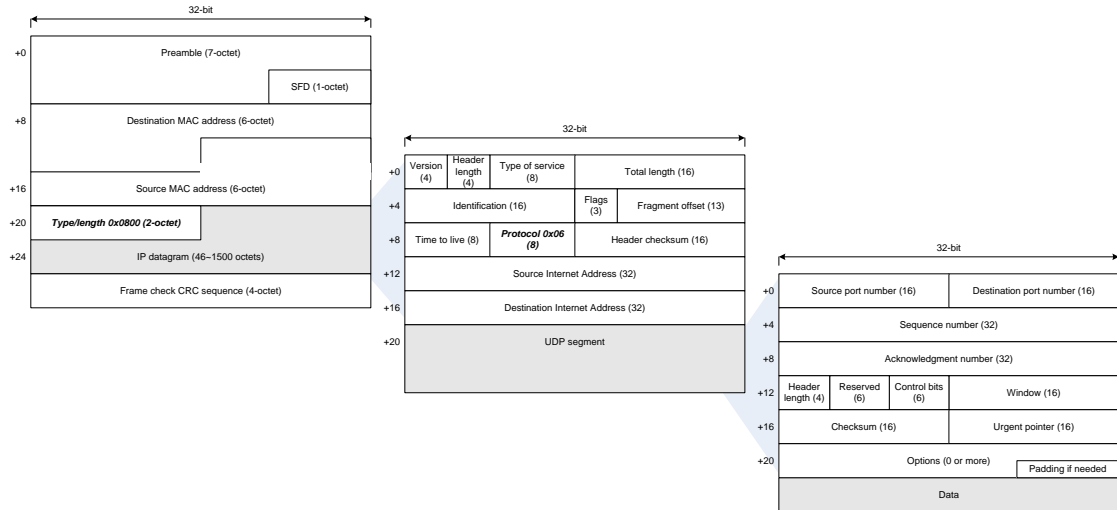 32-bit
+0
Preamble (7-octet)
SFD (1-octet)
+8
Destination MAC address (6-octet)
+16
Source MAC address (6-octet)
+20
Type/length 0x0800 (2-octet)
+24
IP datagram (46~1500 octets)
Frame check CRC sequence (4-octet)
32-bit
+0
Version
(4)
Header
length
(4)
Type of service
(8)
Total length (16)
+4
Identification (16)
Flags
(3)
Fragment offset (13)
+8
Time to live (8)
Protocol 0x06
(8)
Header checksum (16)
+12
Source Internet Address (32)
+16
Destination Internet Address (32)
+20
UDP segment
32-bit
+0
Source port number (16)
Destination port number (16)
+4
Sequence number (32)
+8
Acknowledgment number (32)
+12
Header
length (4)
Reserved
(6)
Control bits
(6)
Window (16)
+16
Checksum (16)
Urgent pointer (16)
+20
Options (0 or more)
Padding if needed
Data